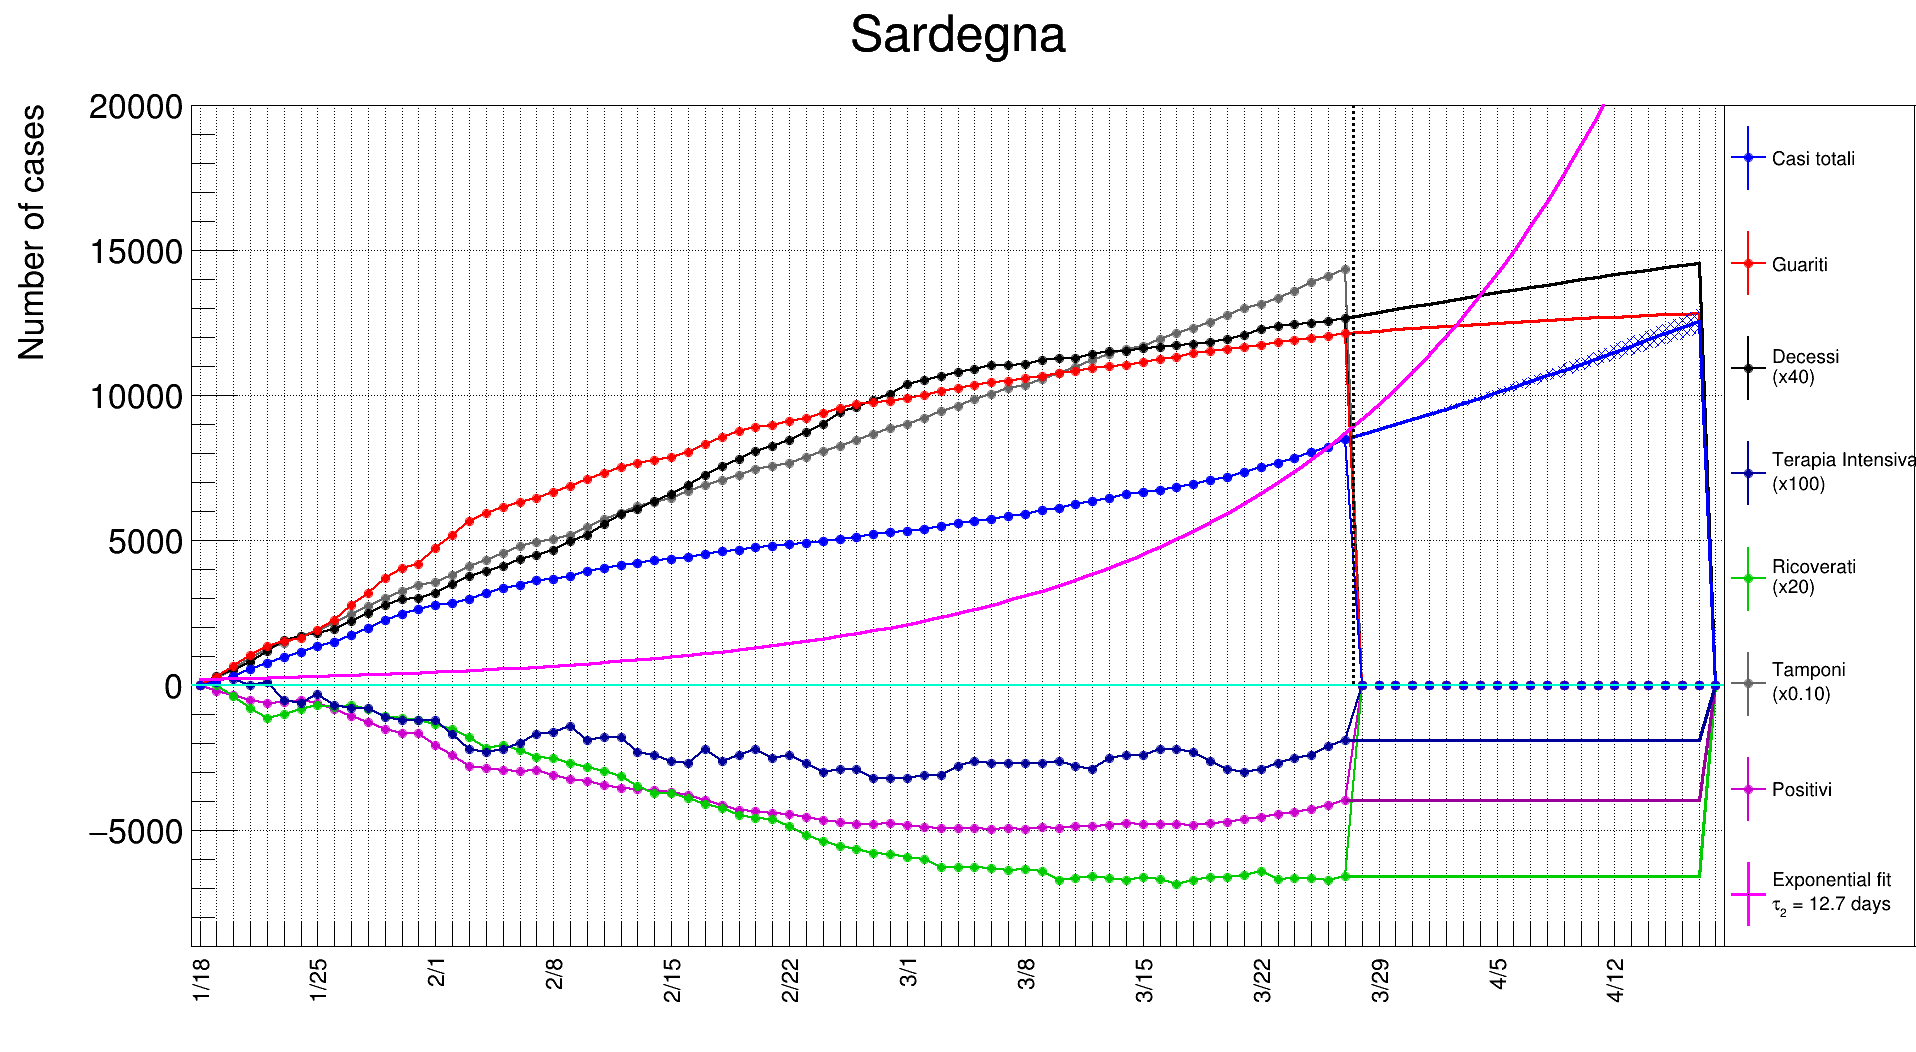 Sardegna
Number of cases
20000
15000
10000
5000
0
−5000
1/18
1/25
2/1
2/8
2/15
2/22
3/1
3/8
3/15
3/22
3/29
4/5
4/12
Casi totali
Guariti
Decessi
(x40)
Terapia Intensiva
(x100)
Ricoverati
(x20)
Tamponi
(x0.10)
Positivi
Exponential fit
τ2 = 12.7 days